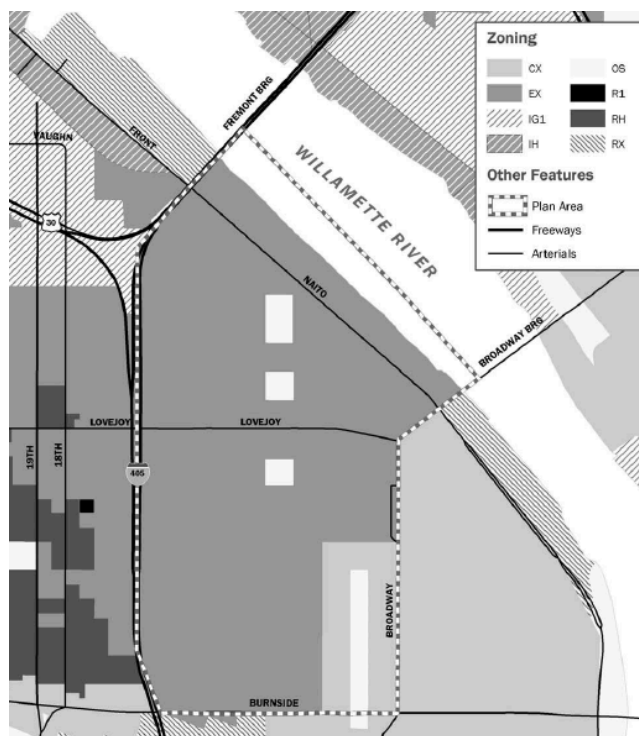 Zoning
CX
EX
IG1
IH
OS
R1
RH
RX
Other Features
Plan Area
Freeways
Arterials
FREMONT BRG
VAUGHN
FRONT
WILLAMETTE RIVER
30
NAITO
BROADWAY BRG
LOVEJOY
LOVEJOY
19TH
18TH
405
BROADWAY
BURNSIDE